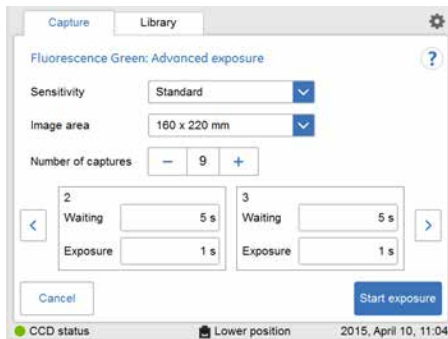 Capture Library
Fluorescence Green: Advanced exposure ?
Sensitivity Standard
Image area 160 x 220 mm
Number of captures − 9 +
2 3
Waiting 5 s Waiting 5 s
< >
Exposure 1 s Exposure 1 s
Cancel Start exposure
CCD status Lower position 2015, April 10, 11:04